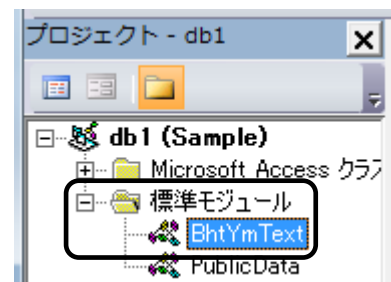 プロジェクト - db1
db1 (Sample)
Microsoft Access クラ
標準モジュール
BhtYmText
PublicData